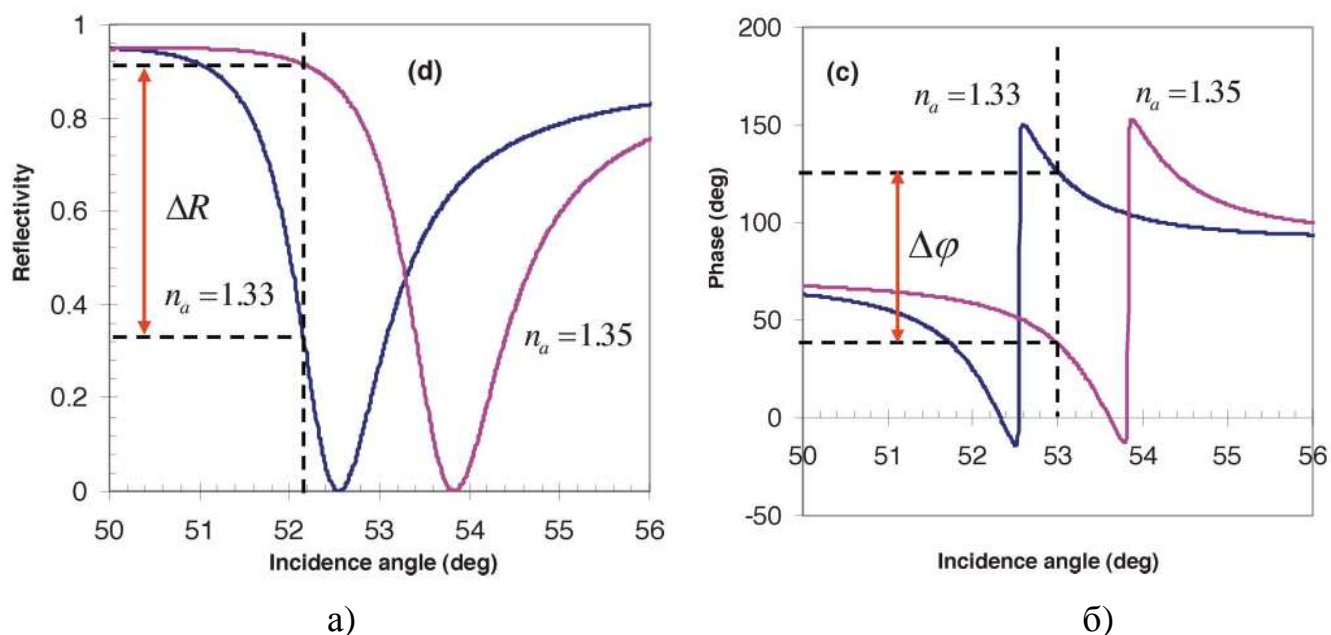 1
0.8
0.6
0.4
0.2
0
Reflectivity
(d)
ΔR
n_a = 1.33
n_a = 1.35
50 51 52 53 54 55 56
Incidence angle (deg)
а)
200
150
100
50
0
-50
Phase (deg)
(c)
n_a = 1.33
n_a = 1.35
Δφ
50 51 52 53 54 55 56
Incidence angle (deg)
б)